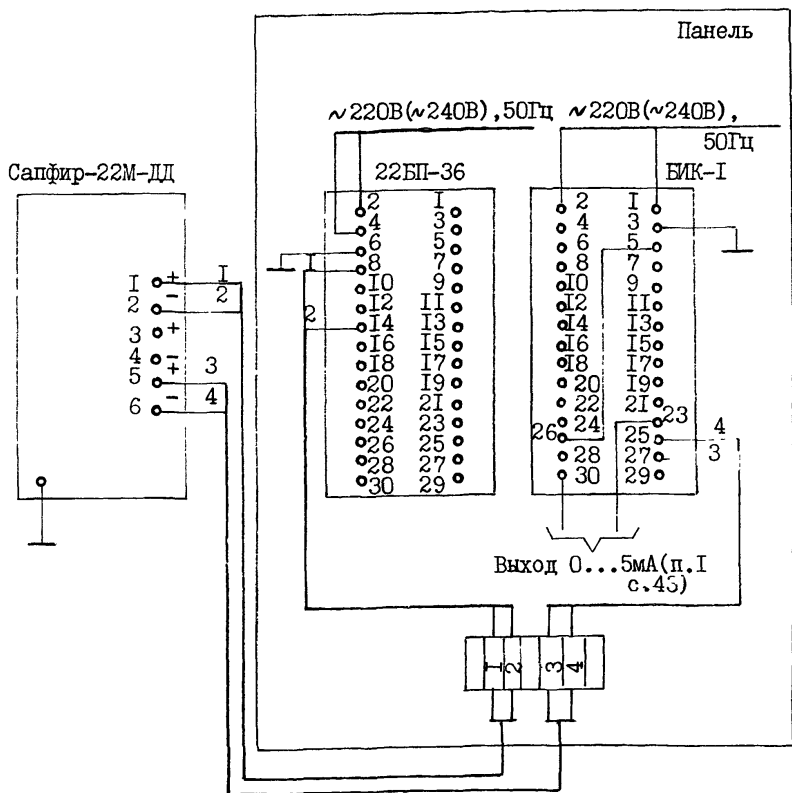 Панель
~220В(~240В),50Гц
~220В(~240В),
50Гц
Сапфир-22М-ДД
22БП-36
БИК-I
1 +
2 -
3 +
4 -
5 +
6 -
I
2
3
4
2 I
4 3
6 5
8 7
I0 9
I2 II
I4 I3
I6 I5
I8 I7
20 I9
22 2I
24 23
26 25
28 27
30 29
I
2
2 I
4 3
6 5
8 7
I0 9
I2 II
I4 I3
I6 I5
I8 I7
20 I9
22 2I
24 23
26 25
28 27
30 29
4
3
Выход 0...5мА(п.I
I 2 3 4